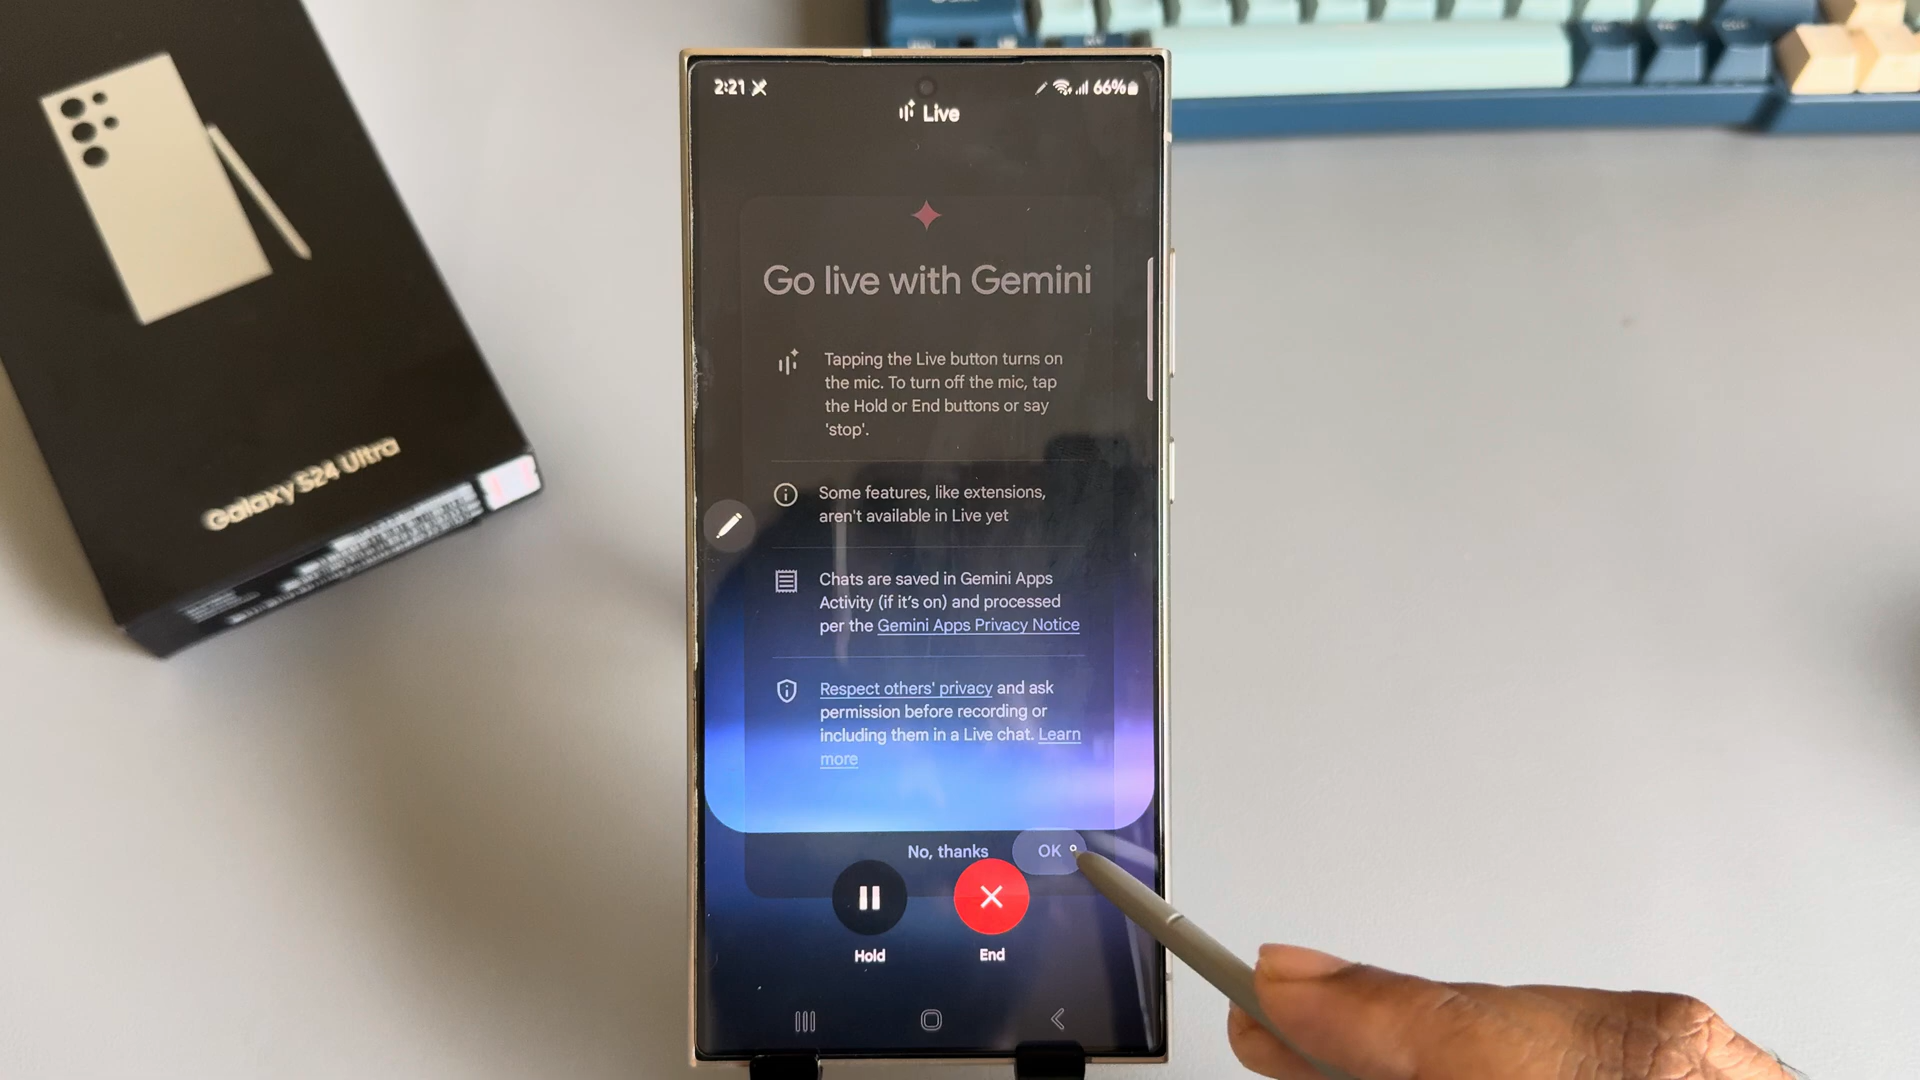 2:21
66%
Live
Go live with Gemini
Tapping the Live button turns on
the mic. To turn off the mic, tap
the Hold or End buttons or say
'stop'.
Some features, like extensions,
aren't available in Live yet
Chats are saved in Gemini Apps
Activity (if it's on) and processed
per the Gemini Apps Privacy Notice
Respect others' privacy and ask
permission before recording or
including them in a Live chat. Learn
more
No, thanks
OK
Hold
End
Galaxy S24 Ultra